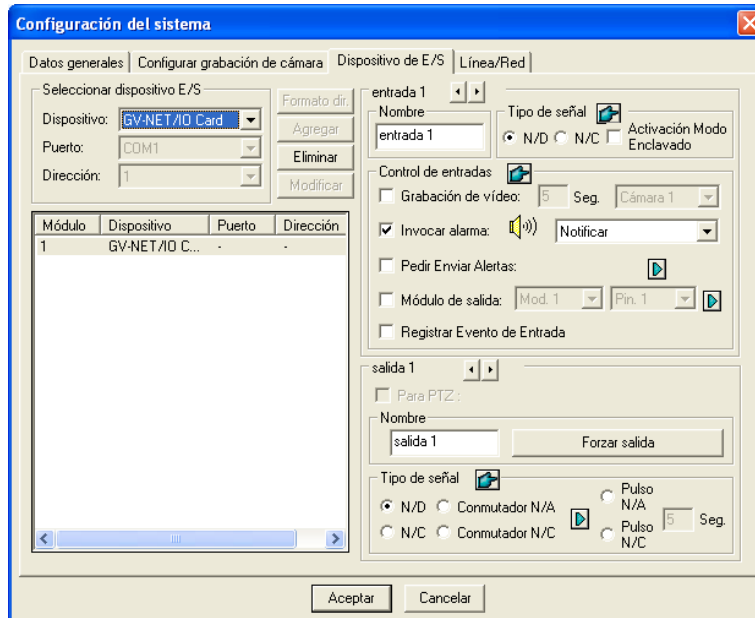 Configuración del sistema
Datos generales Configurar grabación de cámara Dispositivo de E/S Línea/Red
Seleccionar dispositivo E/S
Dispositivo: GV-NET/IO Card
Puerto: COM1
Dirección: 1
Formato dir.
Agregar
Eliminar
Modificar
Módulo Dispositivo Puerto Dirección
1 GV-NET/IO C... - -
entrada 1
Nombre
entrada 1
Tipo de señal
N/D N/C Activación Modo Enclavado
Control de entradas
Grabación de vídeo: 5 Seg. Cámara 1
Invocar alarma: Notificar
Pedir Enviar Alertas:
Módulo de salida: Mod. 1 Pin. 1
Registrar Evento de Entrada
salida 1
Para PTZ :
Nombre
salida 1 Forzar salida
Tipo de señal
N/D Conmutador N/A Pulso N/A
N/C Conmutador N/C Pulso N/C 5 Seg.
Aceptar Cancelar